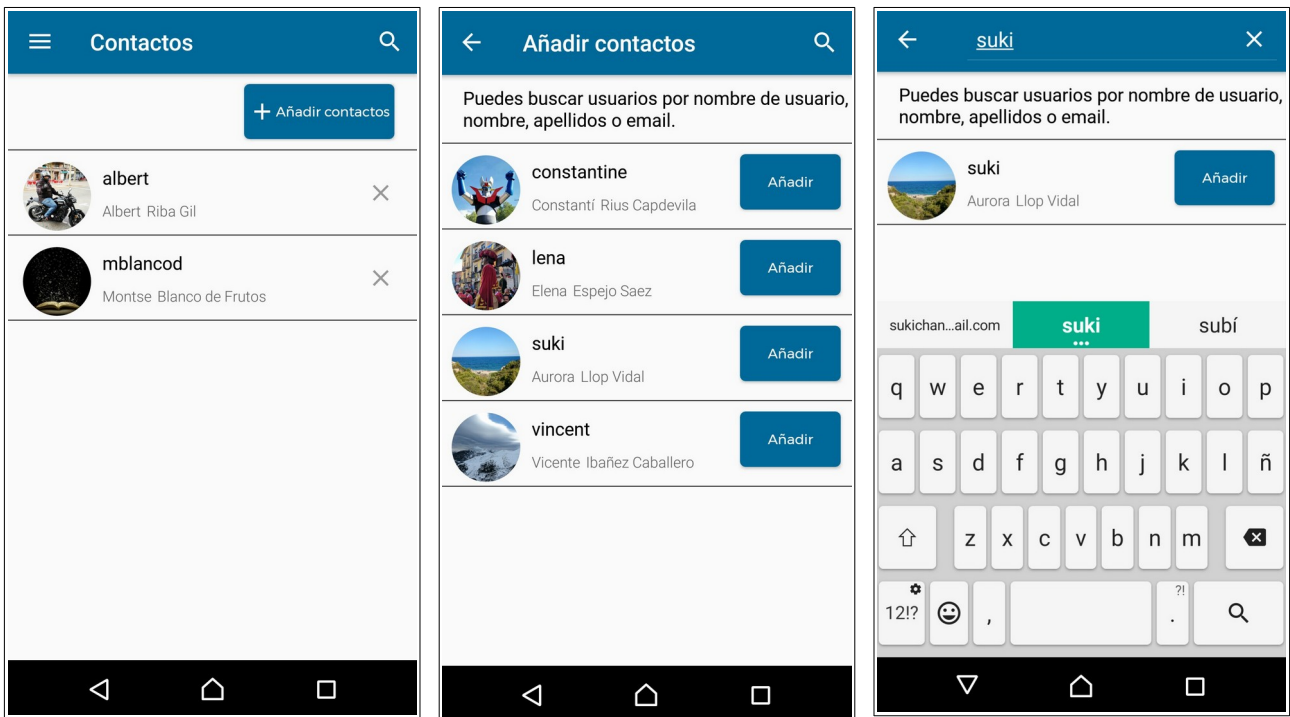 Contactos
+ Añadir contactos
albert
Albert Riba Gil
mblancod
Montse Blanco de Frutos
Añadir contactos
Puedes buscar usuarios por nombre de usuario,
nombre, apellidos o email.
constantine
Constantí Rius Capdevila
Añadir
lena
Elena Espejo Saez
Añadir
suki
Aurora Llop Vidal
Añadir
vincent
Vicente Ibañez Caballero
Añadir
suki
Puedes buscar usuarios por nombre de usuario,
nombre, apellidos o email.
suki
Aurora Llop Vidal
Añadir
sukichan...ail.com suki subí
q w e r t y u i o p
a s d f g h j k l ñ
z x c v b n m
12!? , . ?!